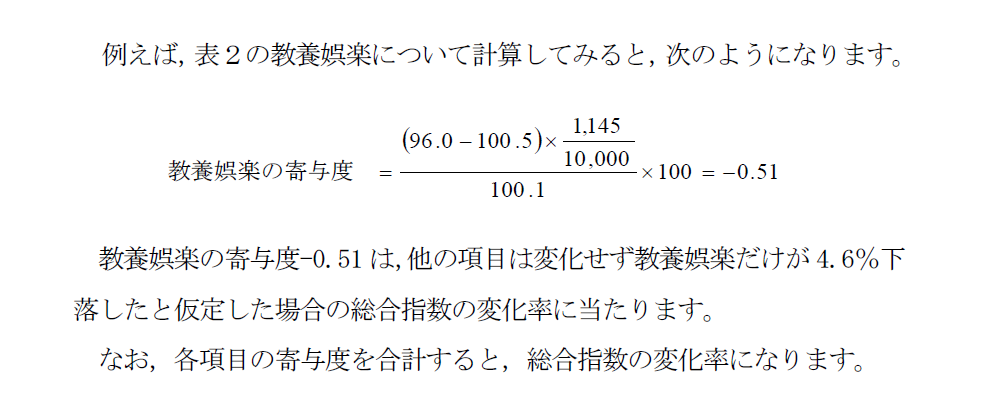 例えば，表２の教養娯楽について計算してみると，次のようになります。
教養娯楽の寄与度 = \frac{(96.0－100.5)×\frac{1,145}{10,000}}{100.1}×100 = －0.51
教養娯楽の寄与度-0.51は，他の項目は変化せず教養娯楽だけが4.6％下
落したと仮定した場合の総合指数の変化率に当たります。
なお，各項目の寄与度を合計すると，総合指数の変化率になります。